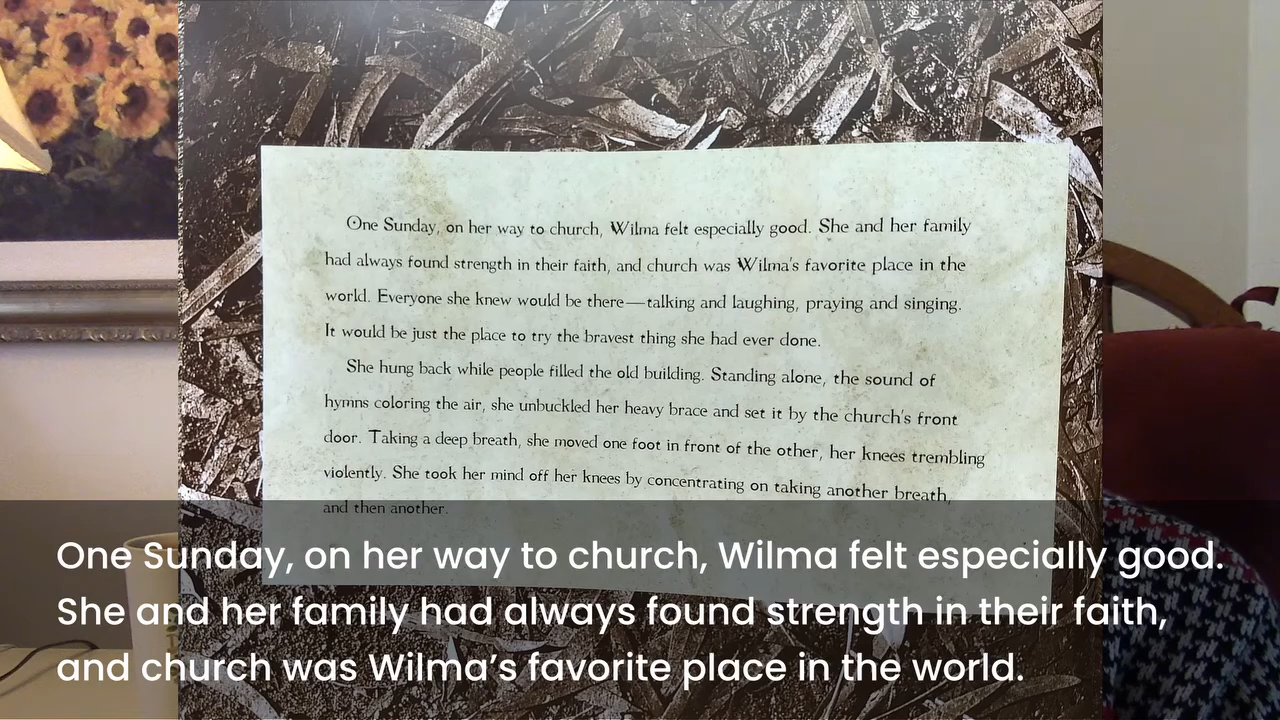 One Sunday, on her way to church, Wilma felt especially good. She and her family
had always found strength in their faith, and church was Wilma's favorite place in the
world. Everyone she knew would be there—talking and laughing, praying and singing.
It would be just the place to try the bravest thing she had ever done.
She hung back while people filled the old building. Standing alone, the sound of
hymns coloring the air, she unbuckled her heavy brace and set it by the church's front
door. Taking a deep breath, she moved one foot in front of the other, her knees trembling
violently. She took her mind off her knees by concentrating on taking another breath,
and then another.
One Sunday, on her way to church, Wilma felt especially good.
She and her family had always found strength in their faith,
and church was Wilma’s favorite place in the world.